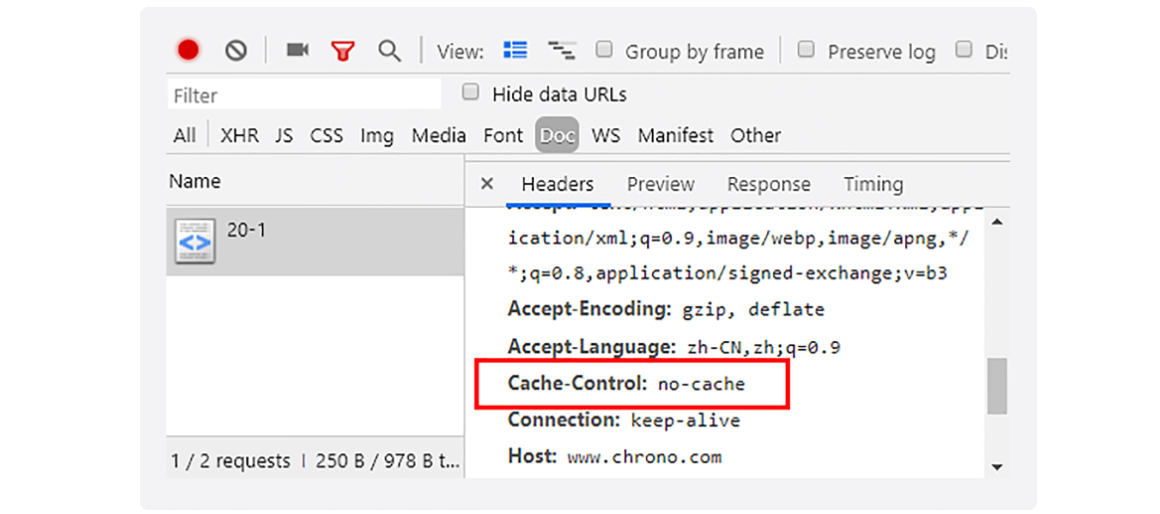 View: Group by frame Preserve log Dis
Filter Hide data URLs
All XHR JS CSS Img Media Font Doc WS Manifest Other
Name
20-1
1 / 2 requests | 250 B / 978 B t...
× Headers Preview Response Timing
ication/xml;q=0.9,image/webp,image/apng,*/
*;q=0.8,application/signed-exchange;v=b3
Accept-Encoding: gzip, deflate
Accept-Language: zh-CN,zh;q=0.9
Cache-Control: no-cache
Connection: keep-alive
Host: www.chrono.com